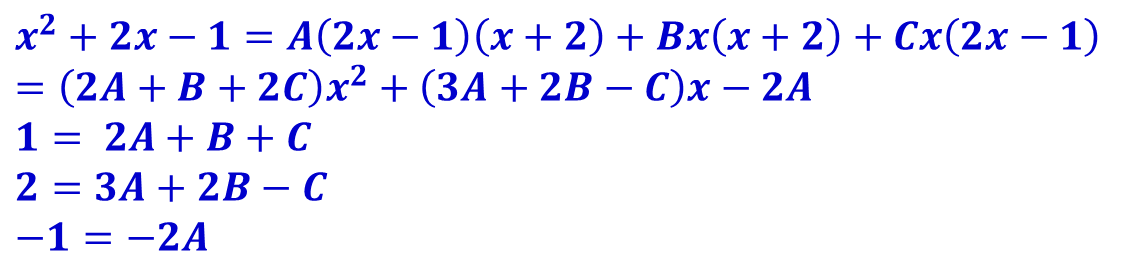 x² + 2x − 1 = A(2x − 1)(x + 2) + Bx(x + 2) + Cx(2x − 1)
= (2A + B + 2C)x² + (3A + 2B − C)x − 2A
1 = 2A + B + C
2 = 3A + 2B − C
−1 = −2A